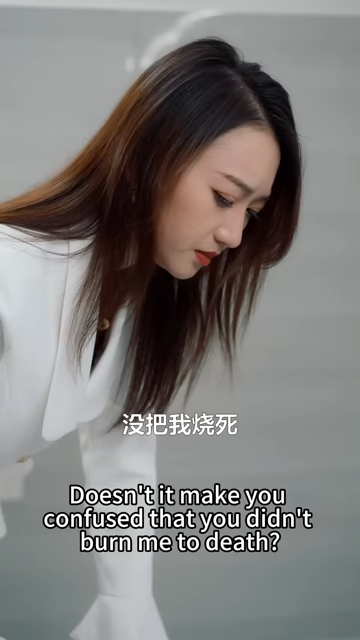 没把我烧死
Doesn't it make you
confused that you didn't
burn me to death?